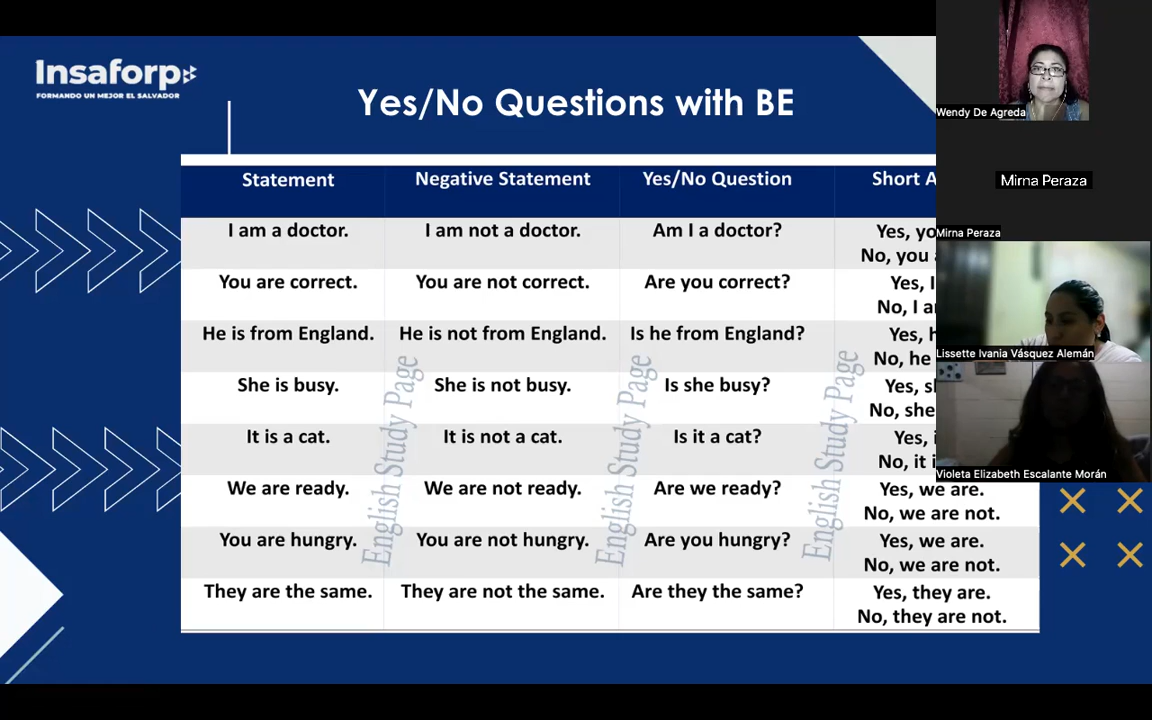 Insaforp
FORMANDO UN MEJOR EL SALVADOR
Yes/No Questions with BE
Statement Negative Statement Yes/No Question Short
I am a doctor. I am not a doctor. Am I a doctor? Yes,
No, you
You are correct. You are not correct. Are you correct? Yes, I
No, I
He is from England. He is not from England. Is he from England? Yes,
No, he
She is busy. She is not busy. Is she busy? Yes,
No, she
It is a cat. It is not a cat. Is it a cat? Yes,
No, it
We are ready. We are not ready. Are we ready? Yes, we are.
No, we are not.
You are hungry. You are not hungry. Are you hungry? Yes, we are.
No, we are not.
They are the same. They are not the same. Are they the same? Yes, they are.
No, they are not.
English Study Page
English Study Page
English Study Page
Wendy De Agreda
Mirna Peraza
Mirna Peraza
Lissette Ivania Vásquez Alemán
Violeta Elizabeth Escalante Morán